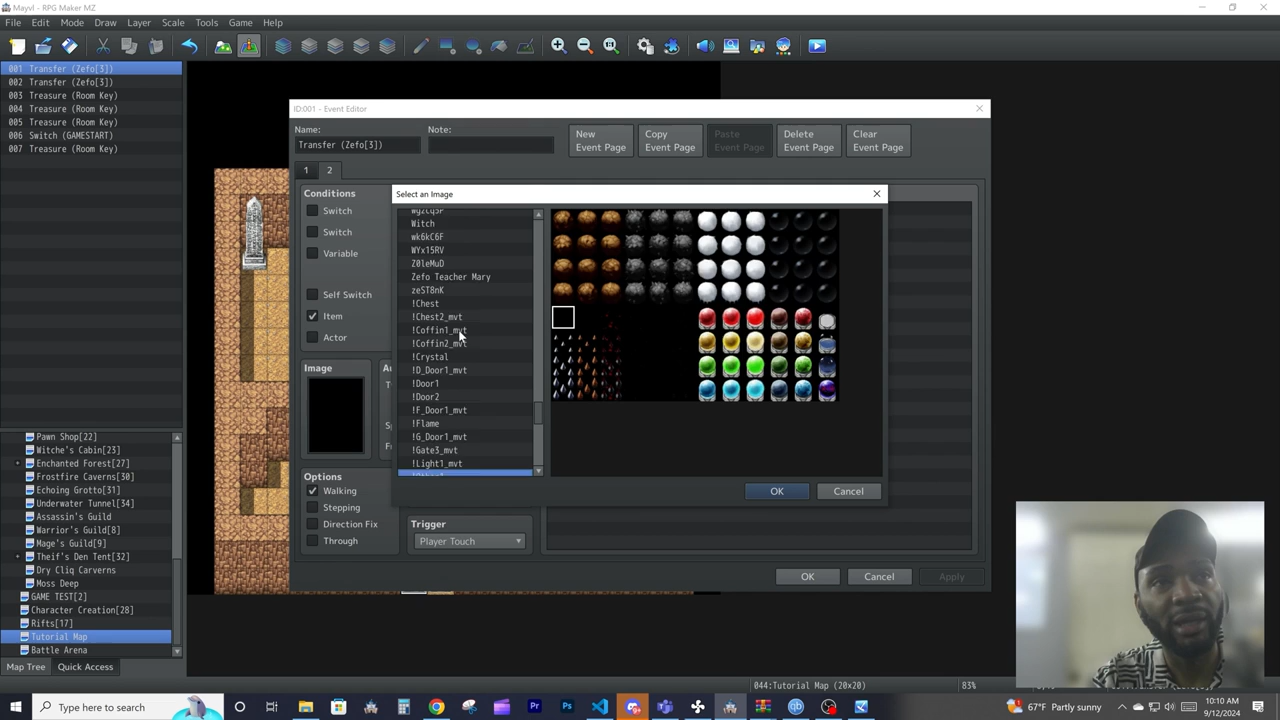 Mayvl - RPG Maker MZ
File Edit Mode Draw Layer Scale Tools Game Help
001 Transfer (Zefo[3])
002 Transfer (Zefo[3])
003 Treasure (Room Key)
004 Treasure (Room Key)
005 Treasure (Room Key)
006 Switch (GAMESTART)
007 Treasure (Room Key)
ID:001 - Event Editor
Name:
Note:
Transfer (Zefo[3])
New Event Page
Copy Event Page
Paste Event Page
Delete Event Page
Clear Event Page
1 2
Conditions
Switch
Switch
Variable
Self Switch
Item
Actor
Image
Options
Walking
Stepping
Direction Fix
Through
Trigger
Player Touch
Select an Image
Witch
wk6kC6F
WYx15RV
Z0leMuD
Zefo Teacher Mary
zeST8nK
!Chest
!Chest2_mvt
!Coffin1_mvt
!Coffin2_mvt
!Crystal
!D_Door1_mvt
!Door1
!Door2
!F_Door1_mvt
!Flame
!G_Door1_mvt
!Gate3_mvt
!Light1_mvt
OK Cancel
OK Cancel Apply
Pawn Shop[22]
Witche's Cabin[23]
Enchanted Forest[27]
Frostfire Caverns[30]
Echoing Grotto[31]
Underwater Tunnel[34]
Assassin's Guild
Warrior's Guild[8]
Mage's Guild[9]
Theif's Den Tent[32]
Dry Cliq Carverns
Moss Deep
GAME TEST[2]
Character Creation[28]
Rifts[17]
Tutorial Map
Battle Arena
Map Tree Quick Access
044:Tutorial Map (20x20)
83%
Type here to search
67°F Partly sunny
10:10 AM
9/12/2024